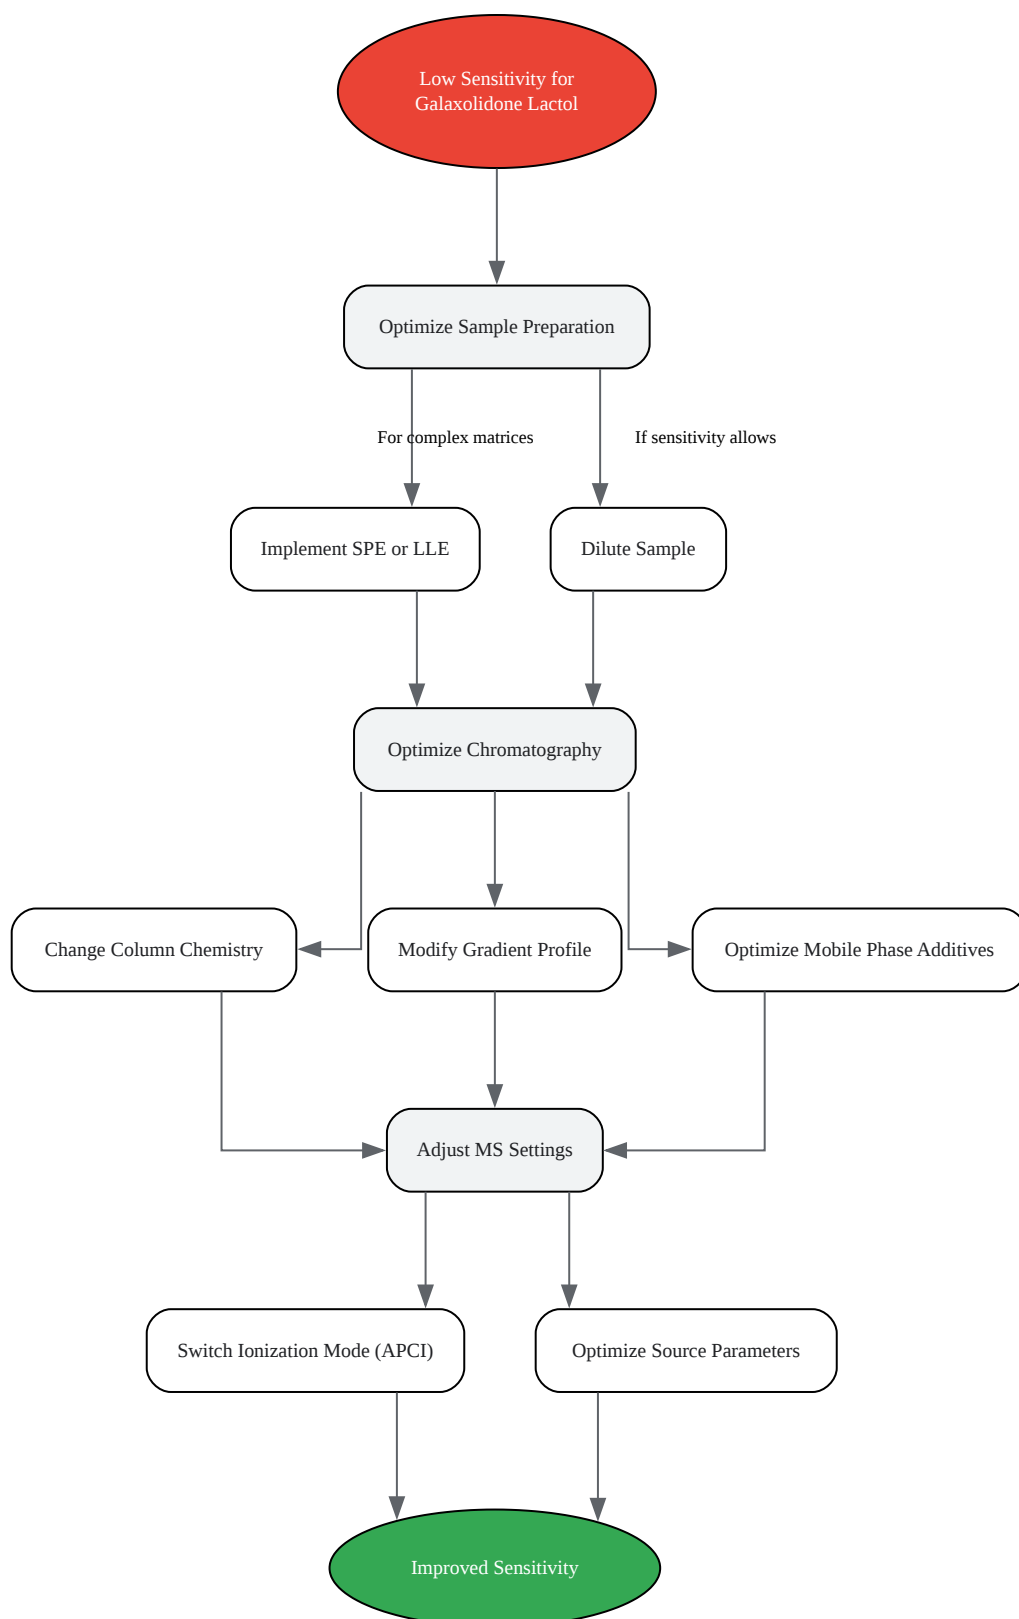 Low Sensitivity for
Galaxolidone Lactol
Optimize Sample Preparation
For complex matrices
If sensitivity allows
Implement SPE or LLE
Dilute Sample
Optimize Chromatography
Change Column Chemistry
Modify Gradient Profile
Optimize Mobile Phase Additives
Adjust MS Settings
Switch Ionization Mode (APCI)
Optimize Source Parameters
Improved Sensitivity